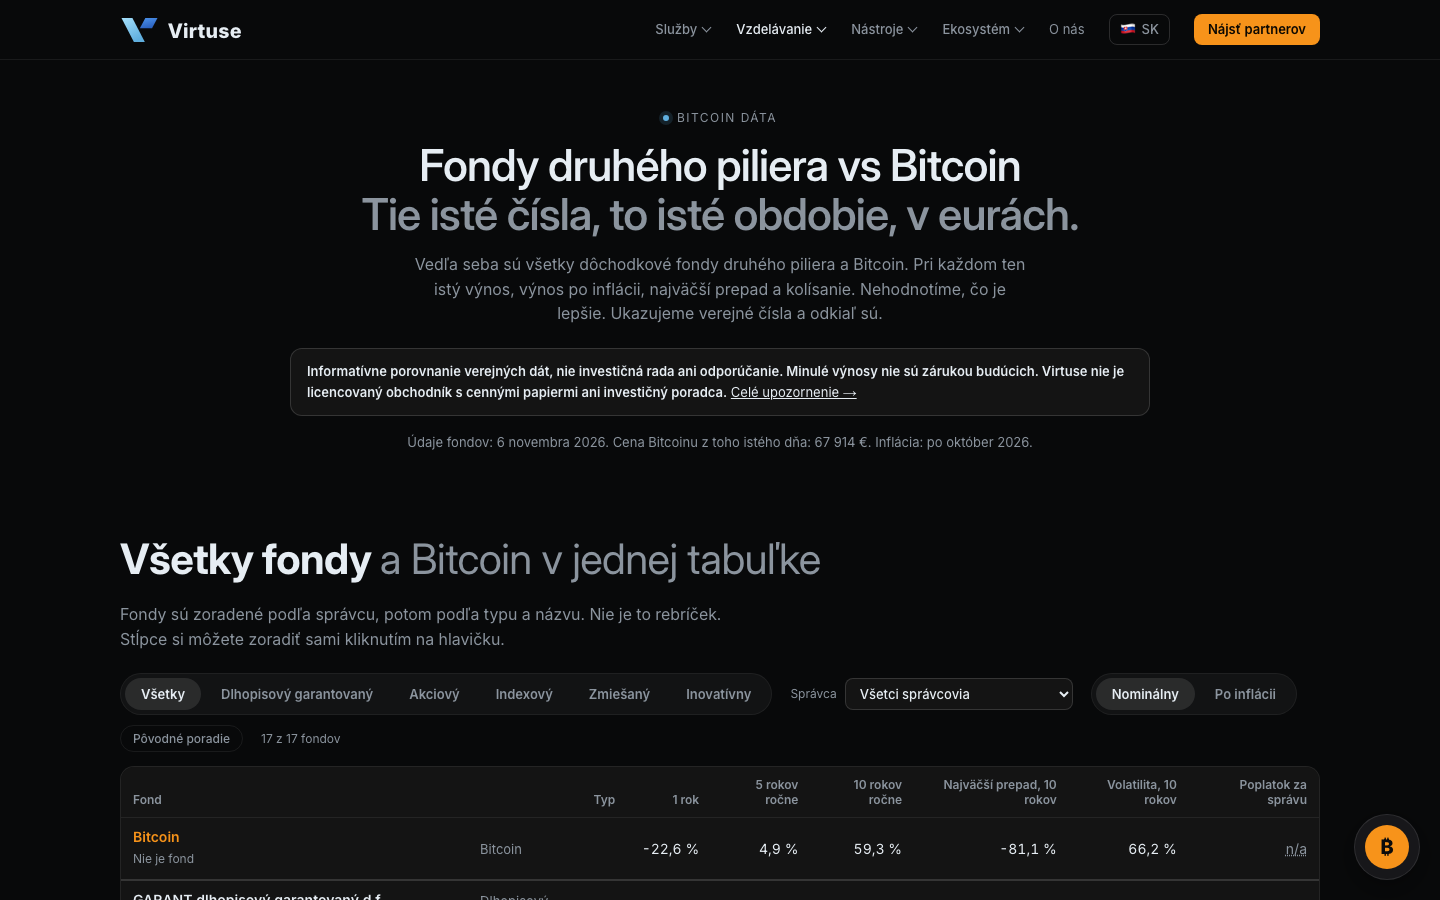 Virtuse
Služby
Vzdelávanie
Nástroje
Ekosystém
O nás
SK
Nájsť partnerov
BITCOIN DÁTA
Fondy druhého piliera vs Bitcoin
Tie isté čísla, to isté obdobie, v eurách.
Vedľa seba sú všetky dôchodkové fondy druhého piliera a Bitcoin. Pri každom ten
istý výnos, výnos po inflácii, najväčší prepad a kolísanie. Nehodnotíme, čo je
lepšie. Ukazujeme verejné čísla a odkiaľ sú.
Informatívne porovnanie verejných dát, nie investičná rada ani odporúčanie. Minulé výnosy nie sú zárukou budúcich. Virtuse nie je
licencovaný obchodník s cennými papiermi ani investičný poradca. Celé upozornenie →
Údaje fondov: 6 novembra 2026. Cena Bitcoinu z toho istého dňa: 67 914 €. Inflácia: po október 2026.
Všetky fondy a Bitcoin v jednej tabuľke
Fondy sú zoradené podľa správcu, potom podľa typu a názvu. Nie je to rebríček.
Stĺpce si môžete zoradiť sami kliknutím na hlavičku.
Všetky
Dlhopisový garantovaný
Akciový
Indexový
Zmiešaný
Inovatívny
Správca
Všetci správcovia
Nominálny
Po inflácii
Pôvodné poradie
17 z 17 fondov
Fond
Typ
1 rok
5 rokov
ročne
10 rokov
ročne
Najväčší prepad, 10
rokov
Volatilita, 10
rokov
Poplatok za
správu
Bitcoin
Nie je fond
Bitcoin
-22,6 %
4,9 %
59,3 %
-81,1 %
66,2 %
n/a
GARANT dlhopisový garantovaný d.f.
Dlhopisový